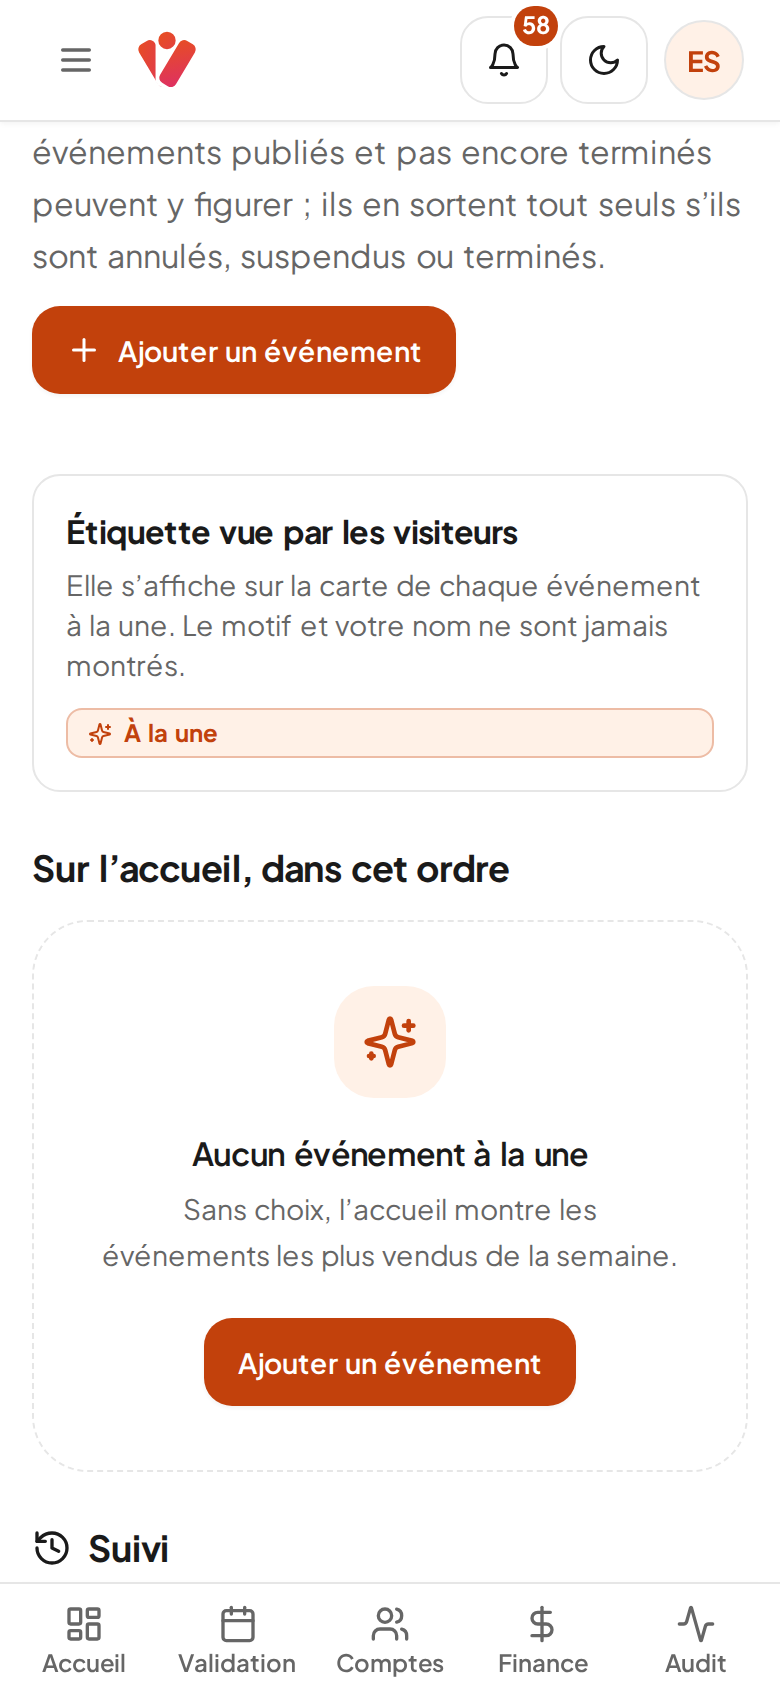 58
ES
événements publiés et pas encore terminés
peuvent y figurer ; ils en sortent tout seuls s’ils
sont annulés, suspendus ou terminés.
Ajouter un événement
Étiquette vue par les visiteurs
Elle s’affiche sur la carte de chaque événement
à la une. Le motif et votre nom ne sont jamais
montrés.
À la une
Sur l’accueil, dans cet ordre
Aucun événement à la une
Sans choix, l’accueil montre les
événements les plus vendus de la semaine.
Ajouter un événement
Suivi
Accueil
Validation
Comptes
Finance
Audit